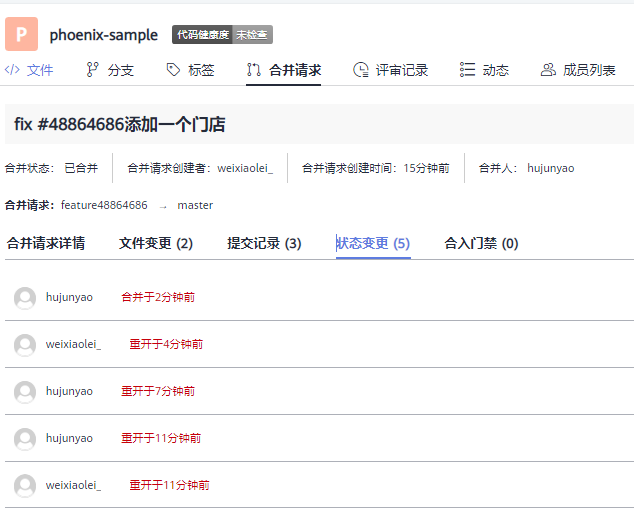 P phoenix-sample 代码健康度 未检查
</> 文件 分支 标签 合并请求 评审记录 动态 成员列表
fix #48864686添加一个门店
合并状态： 已合并 合并请求创建者：weixiaolei_ 合并请求创建时间：15分钟前 合并人： hujunyao
合并请求：feature48864686 → master
合并请求详情 文件变更 (2) 提交记录 (3) 状态变更 (5) 合入门禁 (0)
hujunyao 合并于2分钟前
weixiaolei_ 重开于4分钟前
hujunyao 重开于7分钟前
hujunyao 重开于11分钟前
weixiaolei_ 重开于11分钟前